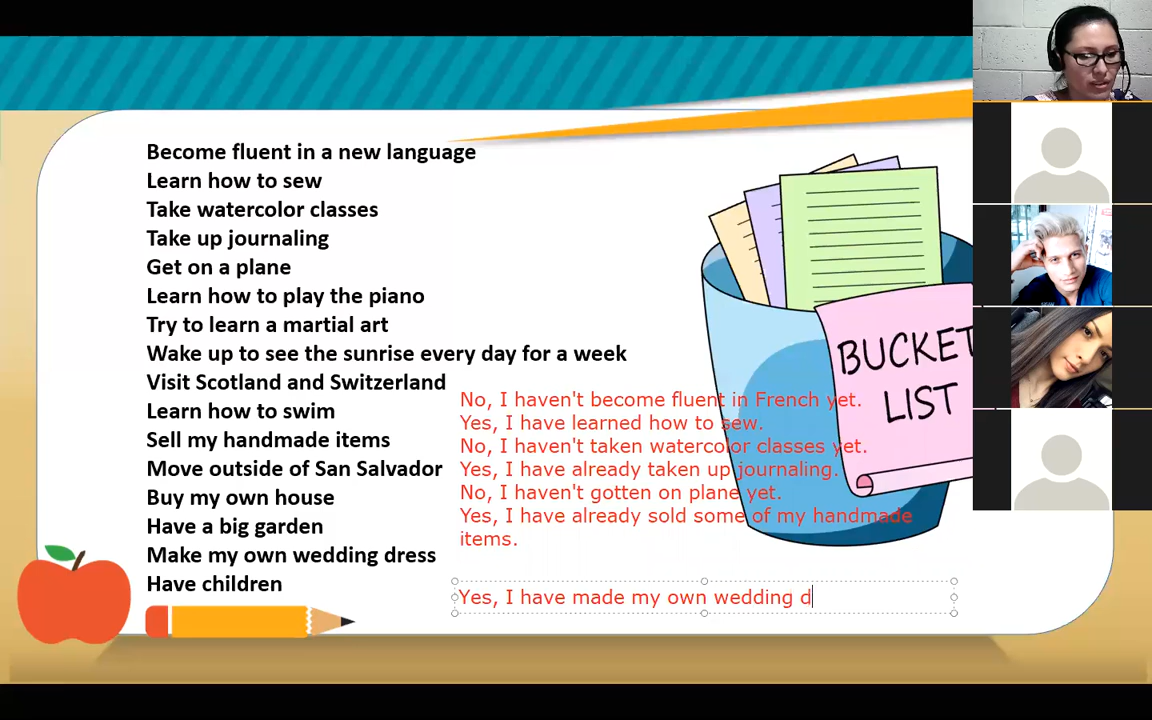 Become fluent in a new language
Learn how to sew
Take watercolor classes
Take up journaling
Get on a plane
Learn how to play the piano
Try to learn a martial art
Wake up to see the sunrise every day for a week
Visit Scotland and Switzerland
Learn how to swim
Sell my handmade items
Move outside of San Salvador
Buy my own house
Have a big garden
Make my own wedding dress
Have children
BUCKET
LIST
No, I haven't become fluent in French yet.
Yes, I have learned how to sew.
No, I haven't taken watercolor classes yet.
Yes, I have already taken up journaling.
No, I haven't gotten on plane yet.
Yes, I have already sold some of my handmade
items.
Yes, I have made my own wedding d